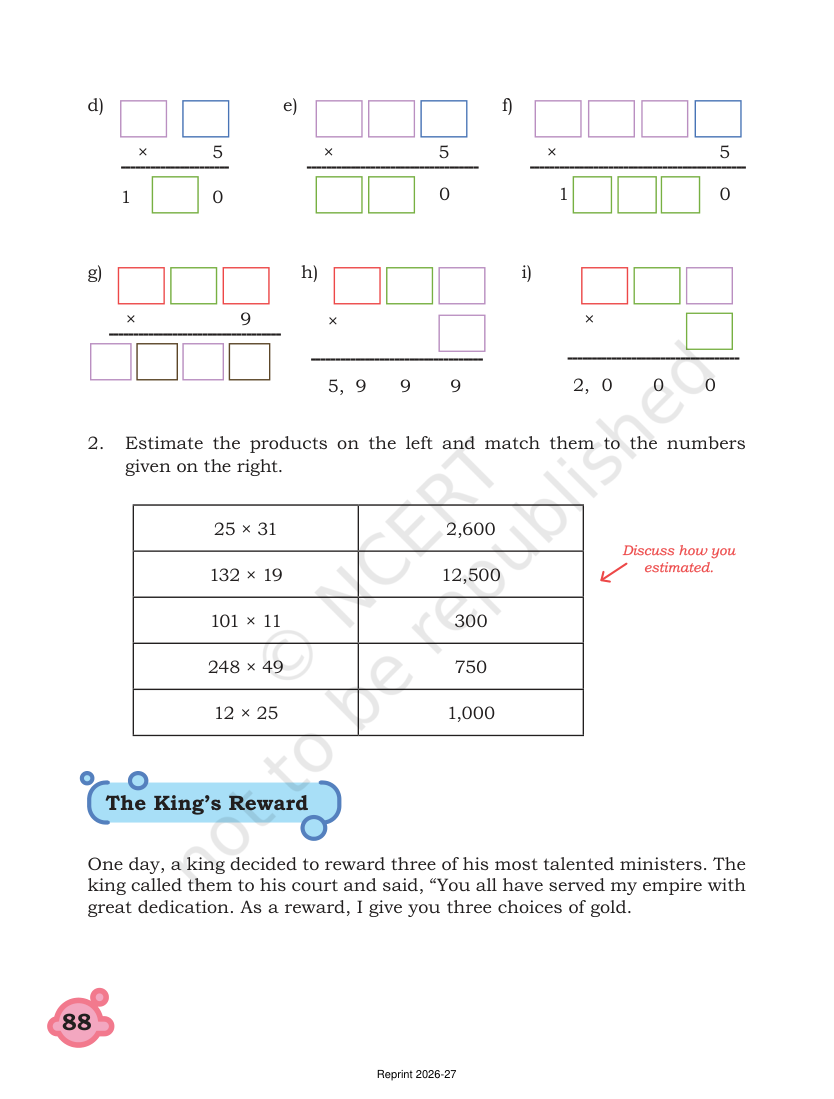 d) e) f)
× 5 × 5 × 5
1 0 0 1 0
g) h) i)
× 9 × ×
5, 9 9 9 2, 0 0 0
2. Estimate the products on the left and match them to the numbers
given on the right.
25 × 31 2,600
132 × 19 12,500
101 × 11 300
248 × 49 750
12 × 25 1,000
Discuss how you
estimated.
The King's Reward
One day, a king decided to reward three of his most talented ministers. The
king called them to his court and said, “You all have served my empire with
great dedication. As a reward, I give you three choices of gold.
88
Reprint 2026-27
© NCERT
not to be republished